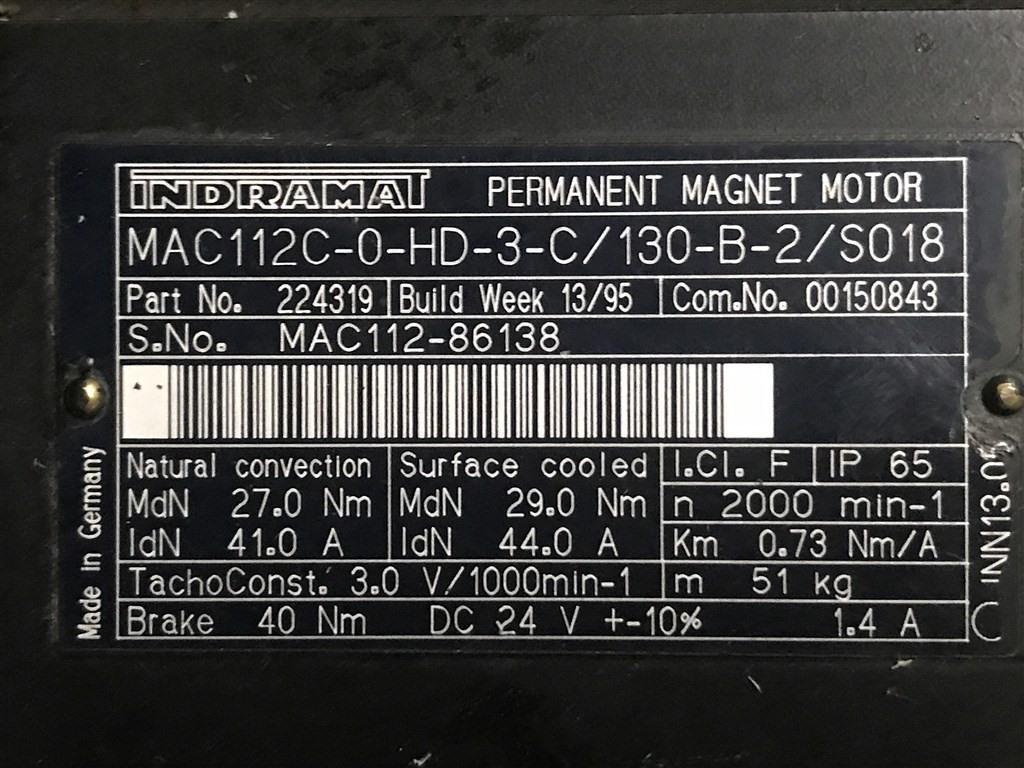 INDRAMAT PERMANENT MAGNET MOTOR
MAC112C-0-HD-3-C/130-B-2/S018
Part No. 224319 Build Week 13/95 Com.No. 00150843
S.No. MAC112-86138
Natural convection Surface cooled I.Cl. F IP 65
MdN 27.0 Nm MdN 29.0 Nm n 2000 min-1
IdN 41.0 A IdN 44.0 A Km 0.73 Nm/A
TachoConst. 3.0 V/1000min-1 m 51 kg
Brake 40 Nm DC 24 V +-10% 1.4 A
Made in Germany